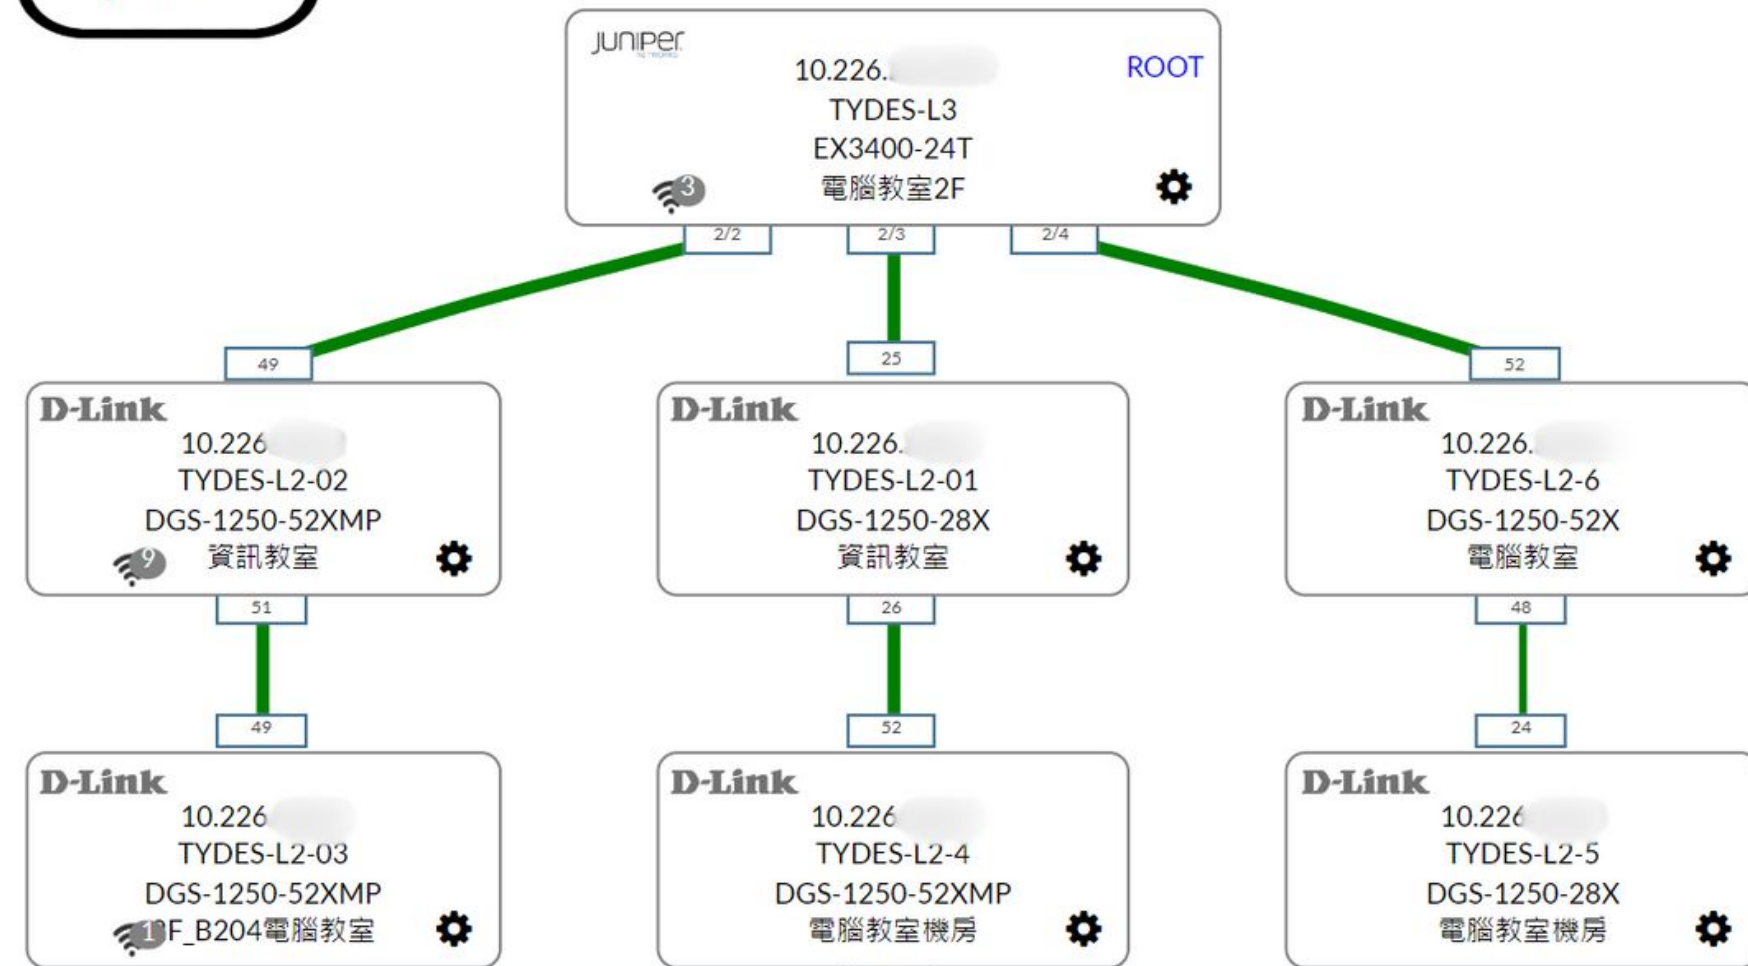 JUNIPEr
NETWORKS
10.226.
ROOT
TYDES-L3
EX3400-24T
3
電腦教室2F
2/2
2/3
2/4
49
25
52
D-Link
10.226
TYDES-L2-02
DGS-1250-52XMP
9
資訊教室
D-Link
10.226.
TYDES-L2-01
DGS-1250-28X
資訊教室
D-Link
10.226.
TYDES-L2-6
DGS-1250-52X
電腦教室
51
26
48
49
52
24
D-Link
10.226
TYDES-L2-03
DGS-1250-52XMP
1
F_B204電腦教室
D-Link
10.226
TYDES-L2-4
DGS-1250-52XMP
電腦教室機房
D-Link
10.226
TYDES-L2-5
DGS-1250-28X
電腦教室機房